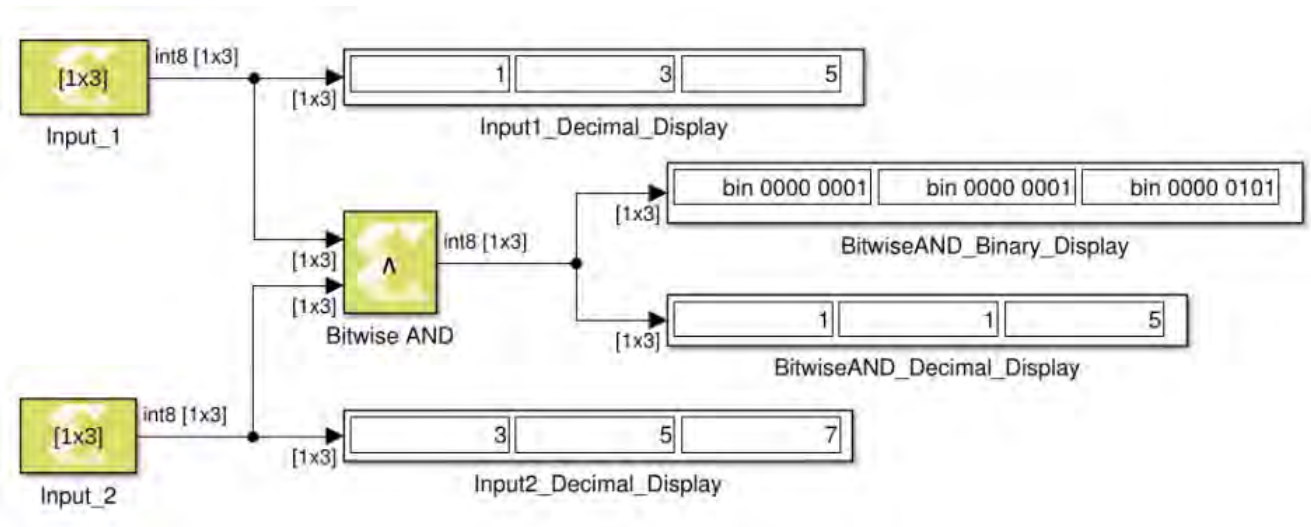 int8 [1x3]
[1x3]
Input_1
[1x3]
1 3 5
Input1_Decimal_Display
bin 0000 0001 bin 0000 0001 bin 0000 0101
[1x3]
BitwiseAND_Binary_Display
int8 [1x3]
[1x3]
∧
[1x3]
Bitwise AND
1 1 5
[1x3]
BitwiseAND_Decimal_Display
int8 [1x3]
[1x3]
Input_2
3 5 7
[1x3]
Input2_Decimal_Display